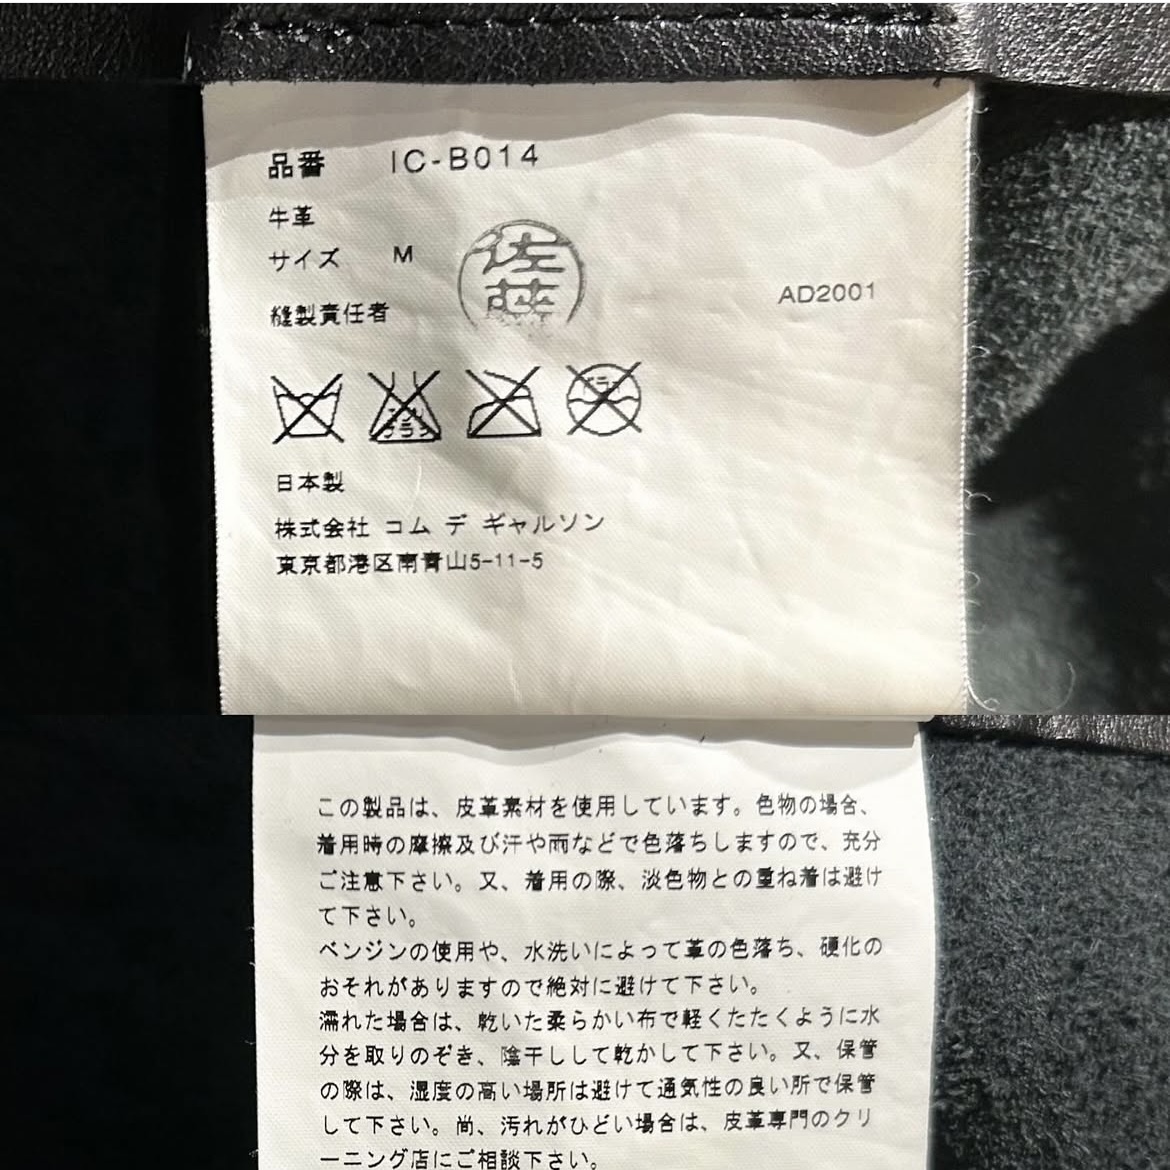 品番 IC-B014
牛革
サイズ M
佐藤
縫製責任者
AD2001
エンソ
サラシ
ドライ
日本製
株式会社 コム デ ギャルソン
東京都港区南青山5-11-5
この製品は、皮革素材を使用しています。色物の場合、
着用時の摩擦及び汗や雨などで色落ちしますので、充分
ご注意下さい。又、着用の際、淡色物との重ね着は避け
て下さい。
ベンジンの使用や、水洗いによって革の色落ち、硬化の
おそれがありますので絶対に避けて下さい。
濡れた場合は、乾いた柔らかい布で軽くたたくように水
分を取りのぞき、陰干しして乾かして下さい。又、保管
の際は、湿度の高い場所は避けて通気性の良い所で保管
して下さい。尚、汚れがひどい場合は、皮革専門のクリ
ーニング店にご相談下さい。